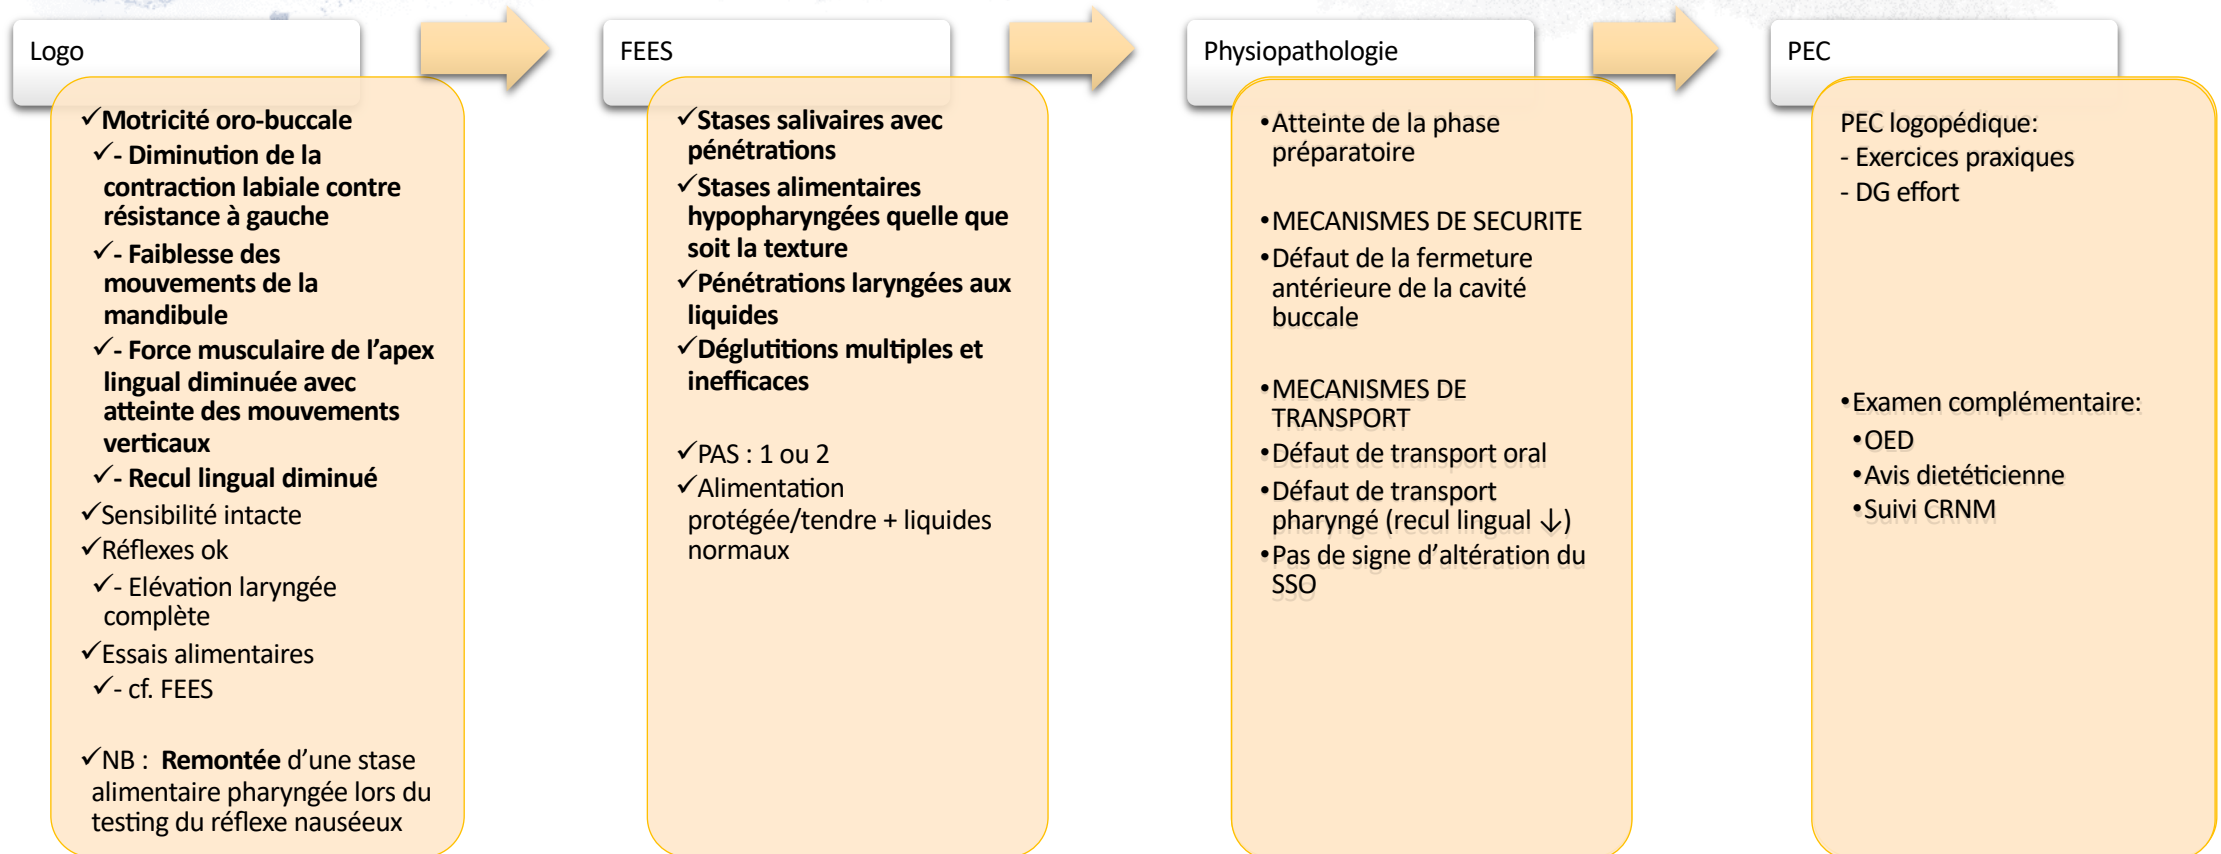 Logo
✓Motricité oro-buccale
✓- Diminution de la
contraction labiale contre
résistance à gauche
✓- Faiblesse des
mouvements de la
mandibule
✓- Force musculaire de l’apex
lingual diminuée avec
atteinte des mouvements
verticaux
✓- Recul lingual diminué
✓Sensibilité intacte
✓Réflexes ok
✓- Elévation laryngée
complète
✓Essais alimentaires
✓- cf. FEES
✓NB : Remontée d’une stase
alimentaire pharyngée lors du
testing du réflexe nauséeux
FEES
✓Stases salivaires avec
pénétrations
✓Stases alimentaires
hypopharyngées quelle que
soit la texture
✓Pénétrations laryngées aux
liquides
✓Déglutitions multiples et
inefficaces
✓PAS : 1 ou 2
✓Alimentation
protégée/tendre + liquides
normaux
Physiopathologie
•Atteinte de la phase
préparatoire
•MECANISMES DE SECURITE
•Défaut de la fermeture
antérieure de la cavité
buccale
•MECANISMES DE
TRANSPORT
•Défaut de transport oral
•Défaut de transport
pharyngé (recul lingual ↓)
•Pas de signe d’altération du
SSO
PEC
PEC logopédique:
- Exercices praxiques
- DG effort
•Examen complémentaire:
•OED
•Avis dietéticienne
•Suivi CRNM